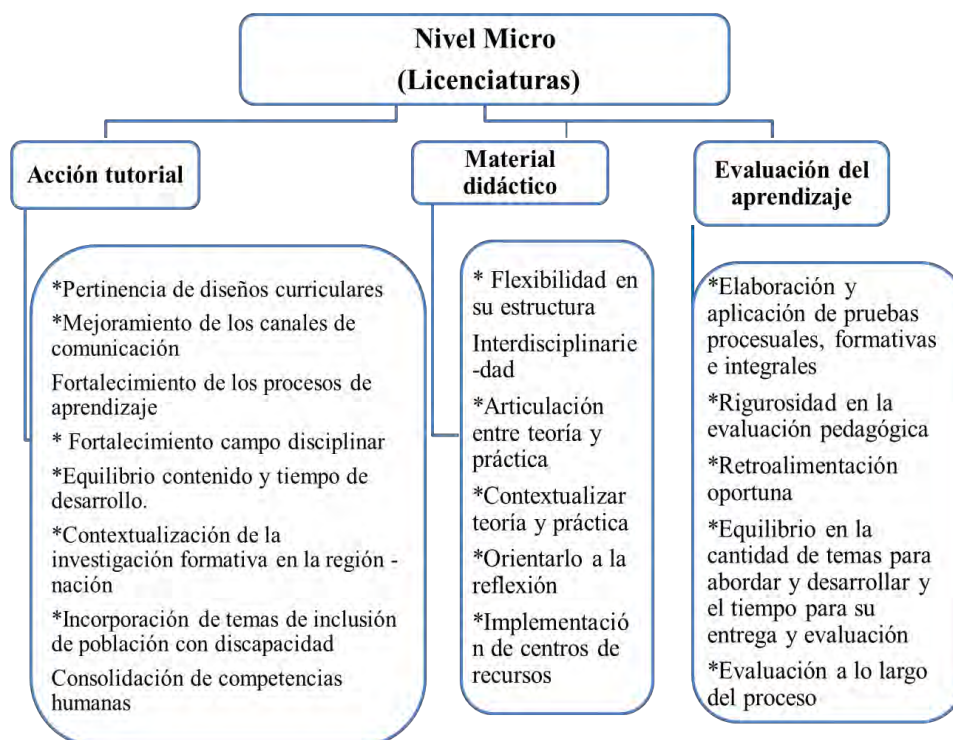 Nivel Micro
(Licenciaturas)
Acción tutorial
*Pertinencia de diseños curriculares
*Mejoramiento de los canales de
comunicación
Fortalecimiento de los procesos de
aprendizaje
* Fortalecimiento campo disciplinar
*Equilibrio contenido y tiempo de
desarrollo.
*Contextualización de la
investigación formativa en la región -
nación
*Incorporación de temas de inclusión
de población con discapacidad
Consolidación de competencias
humanas
Material
didáctico
* Flexibilidad en
su estructura
Interdisciplinarie
-dad
*Articulación
entre teoría y
práctica
*Contextualizar
teoría y práctica
*Orientarlo a la
reflexión
*Implementació
n de centros de
recursos
Evaluación del
aprendizaje
*Elaboración y
aplicación de pruebas
procesuales, formativas
e integrales
*Rigurosidad en la
evaluación pedagógica
Retroalimentación
oportuna
*Equilibrio en la
cantidad de temas para
abordar y desarrollar y
el tiempo para su
entrega y evaluación
*Evaluación a lo largo
del proceso